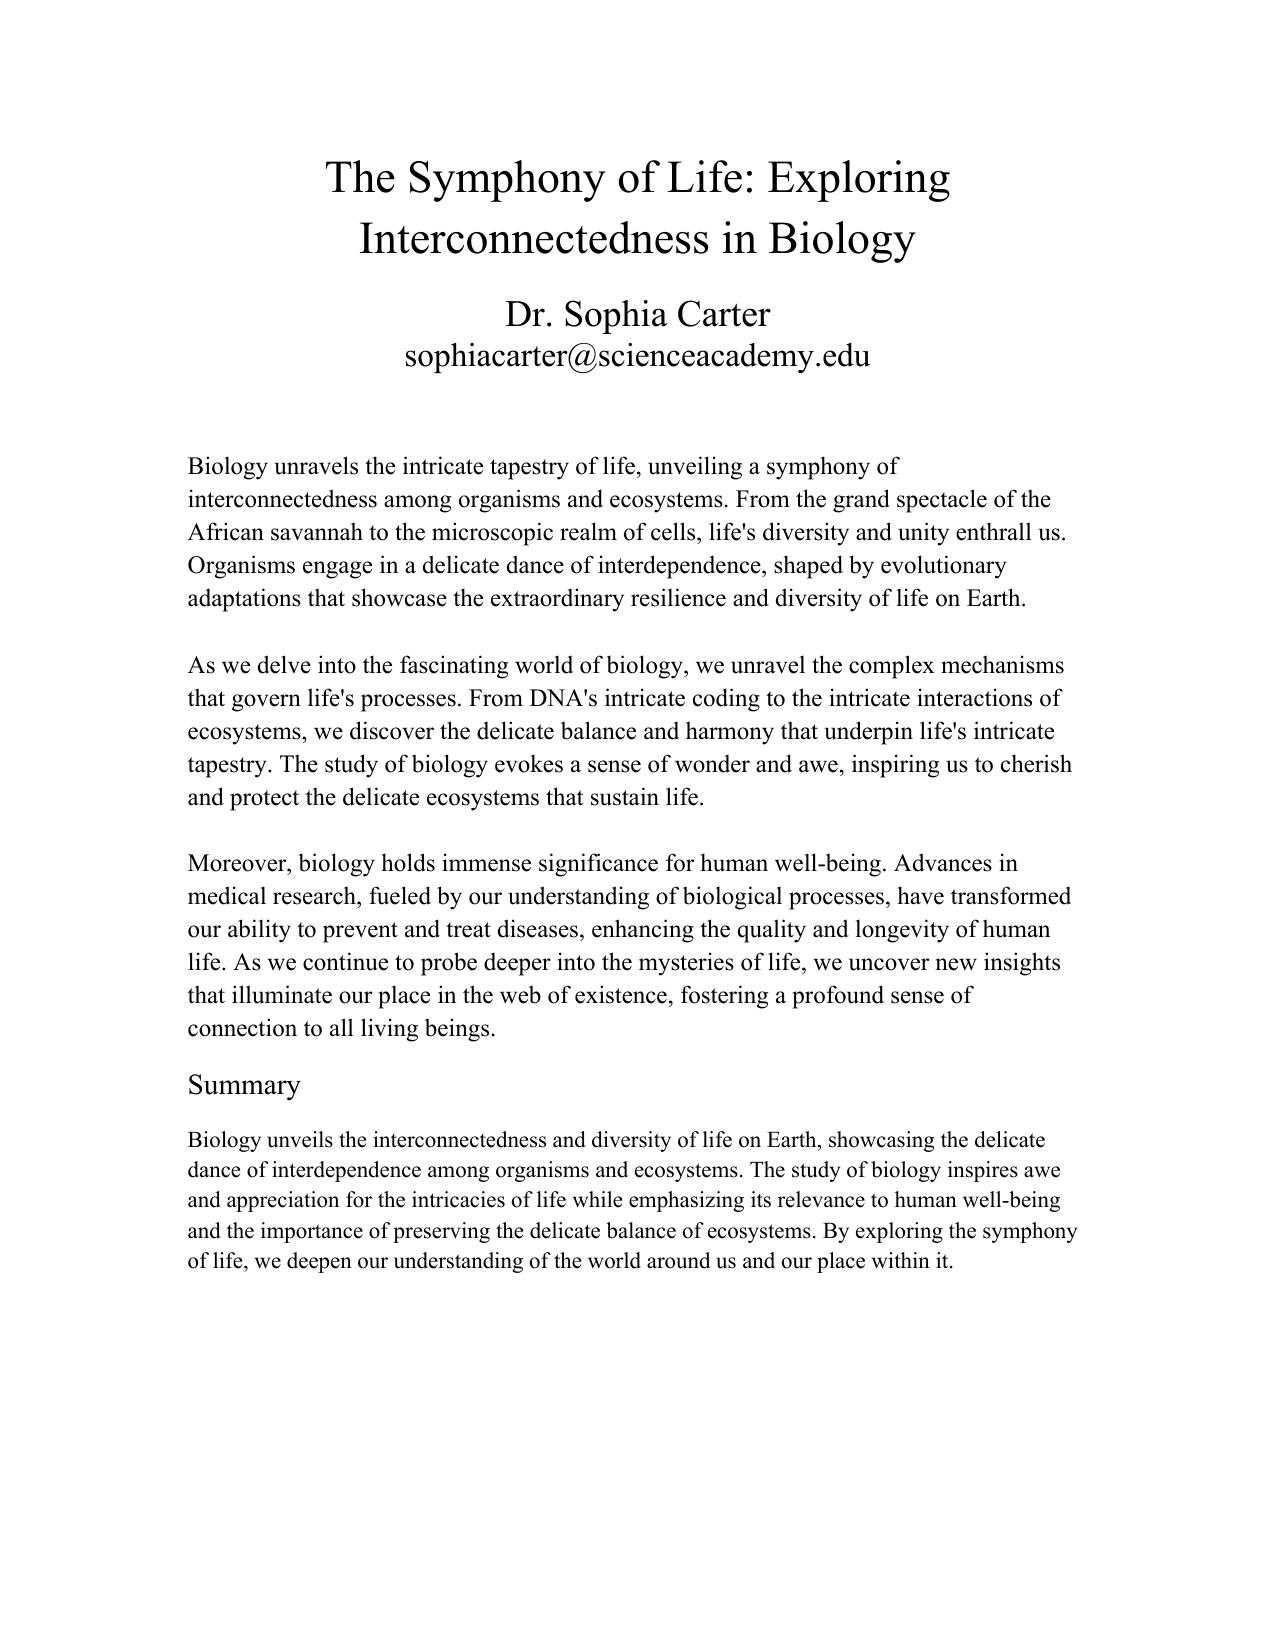 The Symphony of Life: Exploring
Interconnectedness in Biology
Dr. Sophia Carter
sophiacarter@scienceacademy.edu
Biology unravels the intricate tapestry of life, unveiling a symphony of
interconnectedness among organisms and ecosystems. From the grand spectacle of the
African savannah to the microscopic realm of cells, life's diversity and unity enthrall us.
Organisms engage in a delicate dance of interdependence, shaped by evolutionary
adaptations that showcase the extraordinary resilience and diversity of life on Earth.
As we delve into the fascinating world of biology, we unravel the complex mechanisms
that govern life's processes. From DNA's intricate coding to the intricate interactions of
ecosystems, we discover the delicate balance and harmony that underpin life's intricate
tapestry. The study of biology evokes a sense of wonder and awe, inspiring us to cherish
and protect the delicate ecosystems that sustain life.
Moreover, biology holds immense significance for human well-being. Advances in
medical research, fueled by our understanding of biological processes, have transformed
our ability to prevent and treat diseases, enhancing the quality and longevity of human
life. As we continue to probe deeper into the mysteries of life, we uncover new insights
that illuminate our place in the web of existence, fostering a profound sense of
connection to all living beings.
Summary
Biology unveils the interconnectedness and diversity of life on Earth, showcasing the delicate
dance of interdependence among organisms and ecosystems. The study of biology inspires awe
and appreciation for the intricacies of life while emphasizing its relevance to human well-being
and the importance of preserving the delicate balance of ecosystems. By exploring the symphony
of life, we deepen our understanding of the world around us and our place within it.